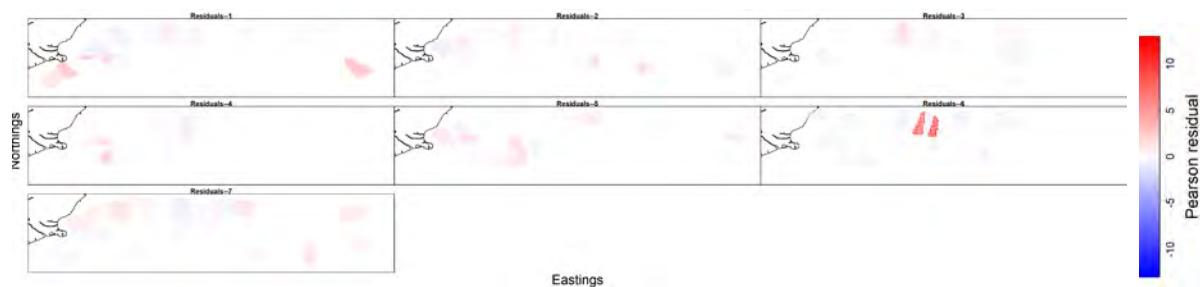 Residuals−1
Residuals−2
Residuals−3
Residuals−4
Residuals−5
Residuals−6
Residuals−7
Northings
Eastings
10
5
0
-5
-10
Pearson residual